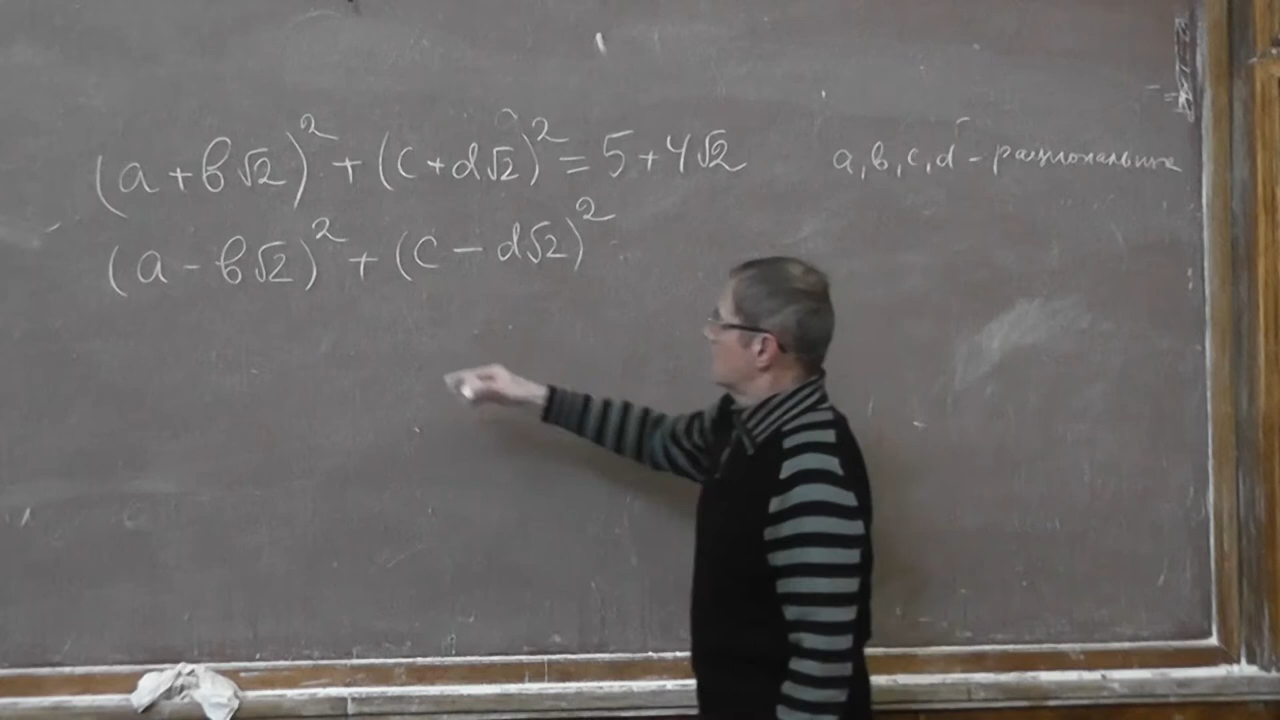 (a + b√2)² + (c + d√2)² = 5 + 4√2 a, b, c, d - рациональные
(a - b√2)² + (c - d√2)²